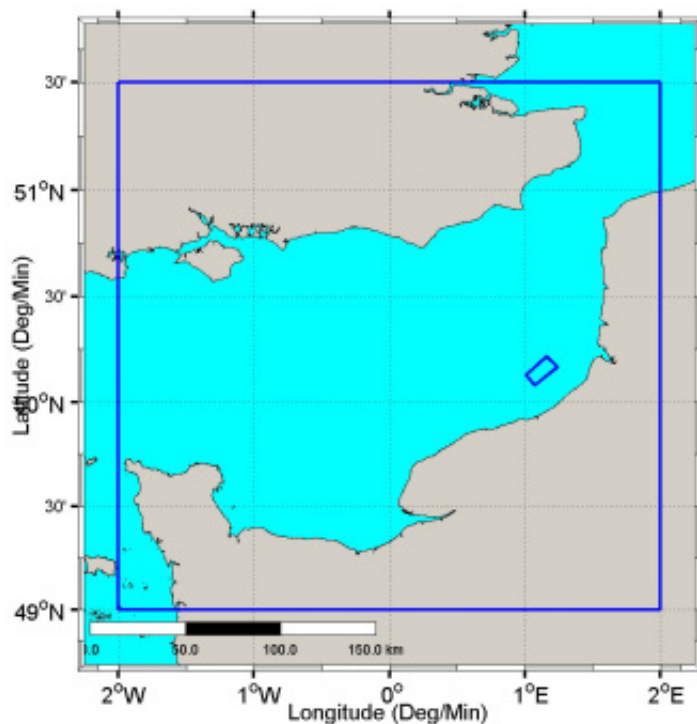 30'
51°N
30'
50°N
30'
49°N
Latitude (Deg/Min)
.0 50.0 100.0 150.0 km
2°W 1°W 0° 1°E 2°E
Longitude (Deg/Min)